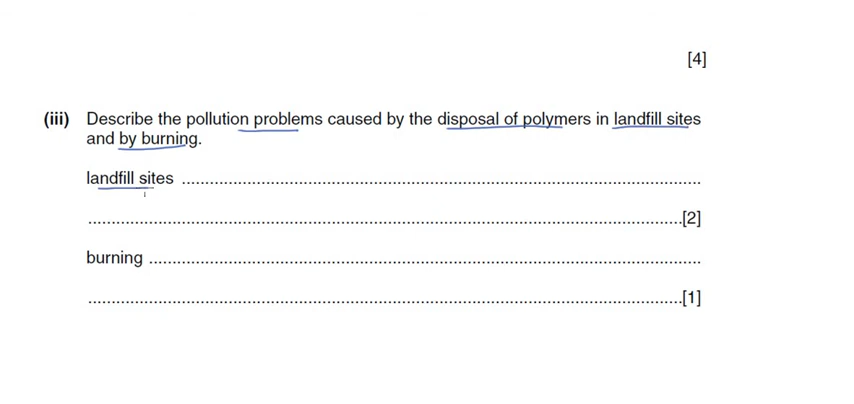 [4]
(iii) Describe the pollution problems caused by the disposal of polymers in landfill sites
and by burning.
landfill sites ................................................................................................................
................................................................................................................................[2]
burning .......................................................................................................................
................................................................................................................................[1]